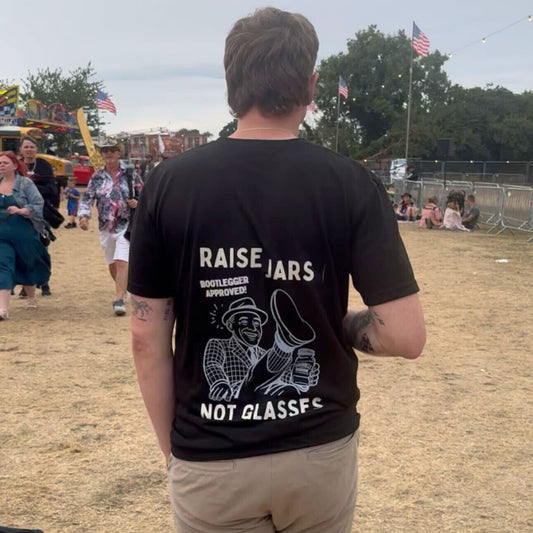 RAISE JARS
BOOTLEGGER
APPROVED!
NOT GLASSES